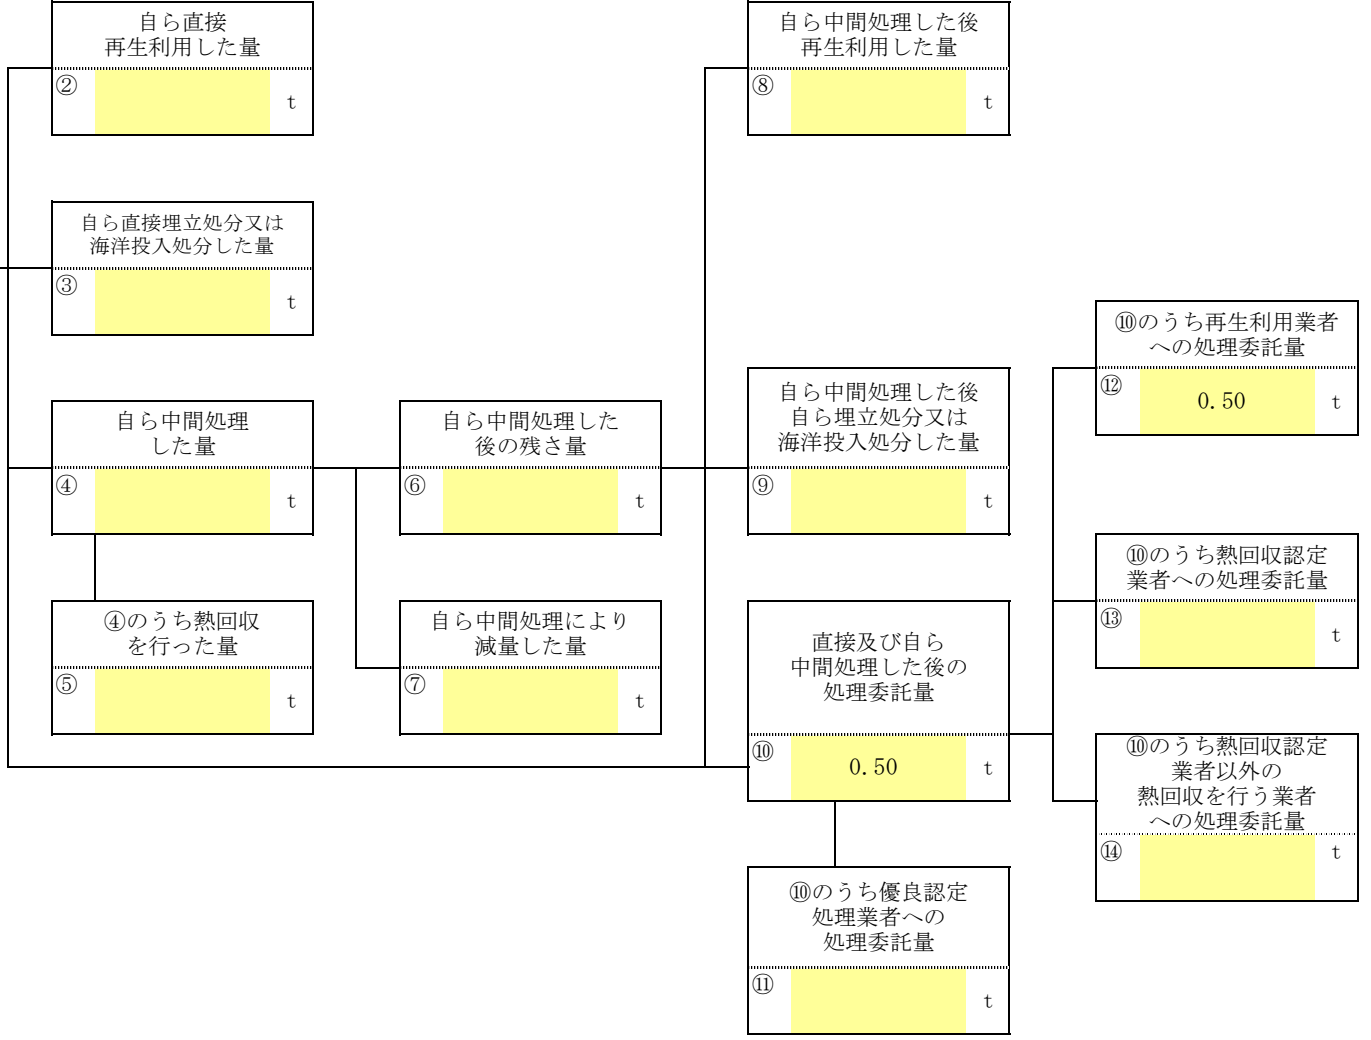 自ら直接
再生利用した量
②
t
自ら中間処理した後
再生利用した量
⑧
t
自ら直接埋立処分又は
海洋投入処分した量
③
t
⑩のうち再生利用業者
への処理委託量
⑫
0.50
t
自ら中間処理
した量
④
t
自ら中間処理した
後の残さ量
⑥
t
自ら中間処理した後
自ら埋立処分又は
海洋投入処分した量
⑨
t
⑩のうち熱回収認定
業者への処理委託量
⑬
t
④のうち熱回収
を行った量
⑤
t
自ら中間処理により
減量した量
⑦
t
直接及び自ら
中間処理した後の
処理委託量
⑩
0.50
t
⑩のうち熱回収認定
業者以外の
熱回収を行う業者
への処理委託量
⑭
t
⑩のうち優良認定
処理業者への
処理委託量
⑪
t